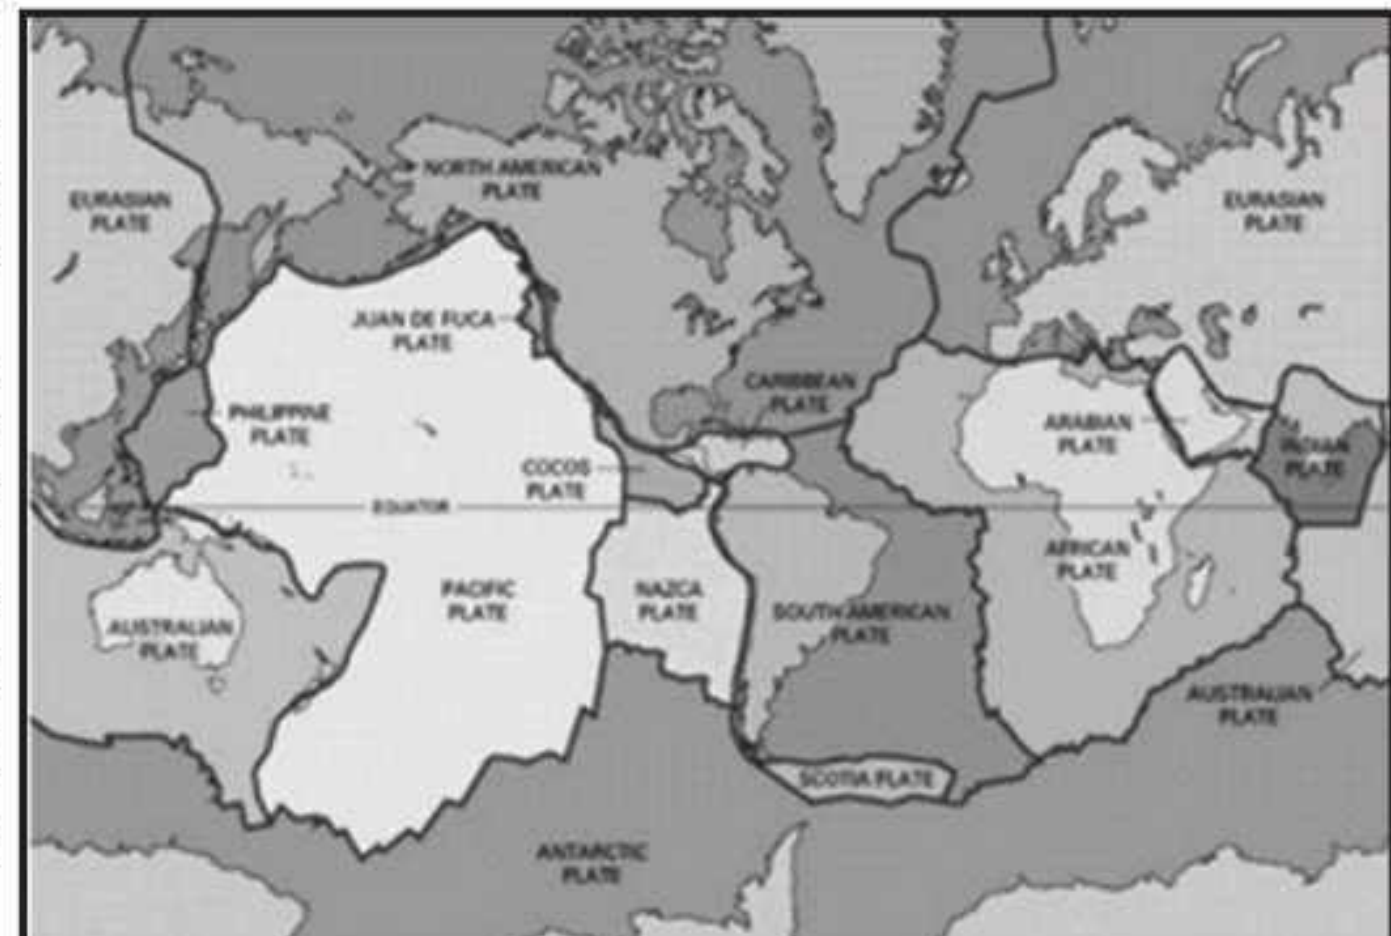 NORTH AMERICAN
PLATE
EURASIAN
PLATE
EURASIAN
PLATE
JUAN DE FUCA
PLATE
CARIBBEAN
PLATE
PHILIPPINE
PLATE
ARABIAN
PLATE
INDIAN
PLATE
COCOS
PLATE
EQUATOR
AFRICAN
PLATE
PACIFIC
PLATE
NAZCA
PLATE
SOUTH AMERICAN
PLATE
AUSTRALIAN
PLATE
AUSTRALIAN
PLATE
SCOTIA PLATE
ANTARCTIC
PLATE